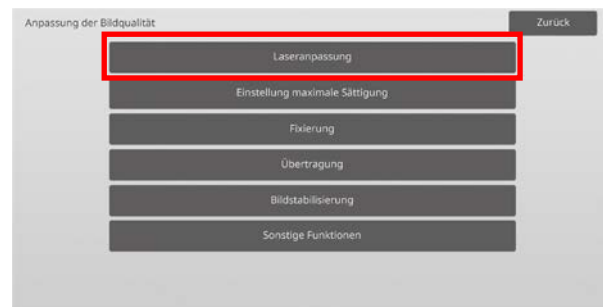 Anpassung der Bildqualität
Zurück
Laseranpassung
Einstellung maximale Sättigung
Fixierung
Übertragung
Bildstabilisierung
Sonstige Funktionen